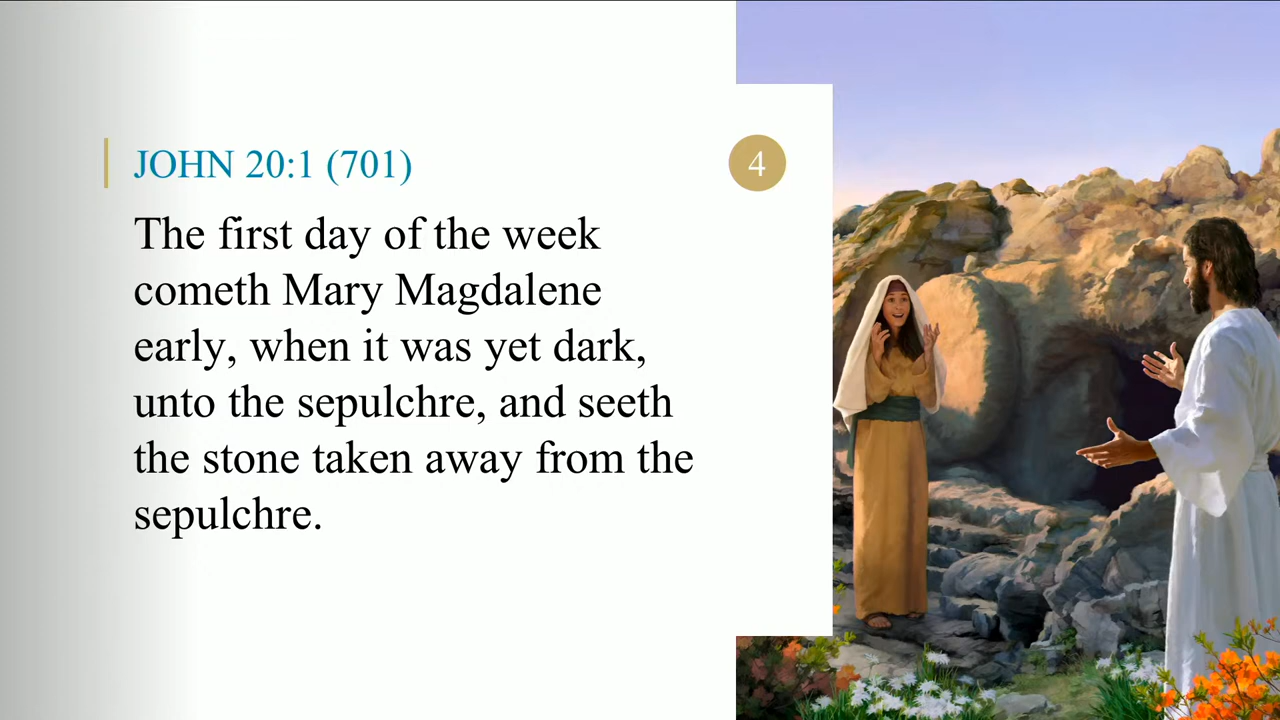 JOHN 20:1 (701)
4
The first day of the week
cometh Mary Magdalene
early, when it was yet dark,
unto the sepulchre, and seeth
the stone taken away from the
sepulchre.